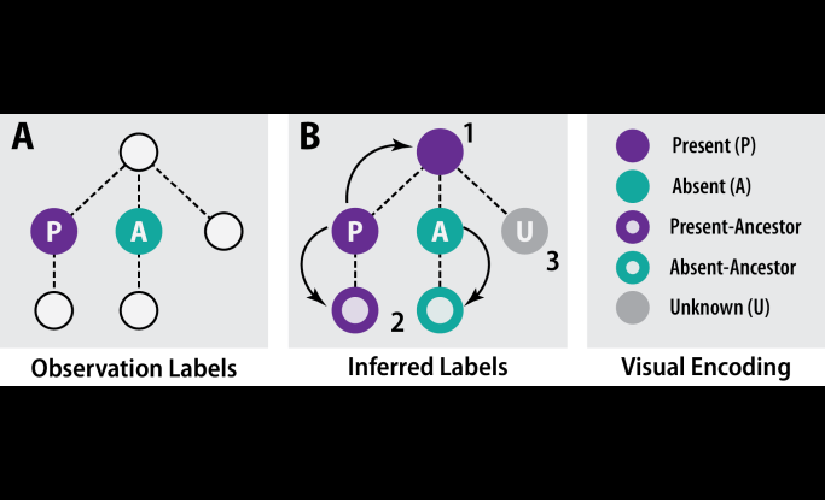 A
P
A
Observation Labels
B
1
P
A
U
3
2
Inferred Labels
Present (P)
Absent (A)
Present-Ancestor
Absent-Ancestor
Unknown (U)
Visual Encoding